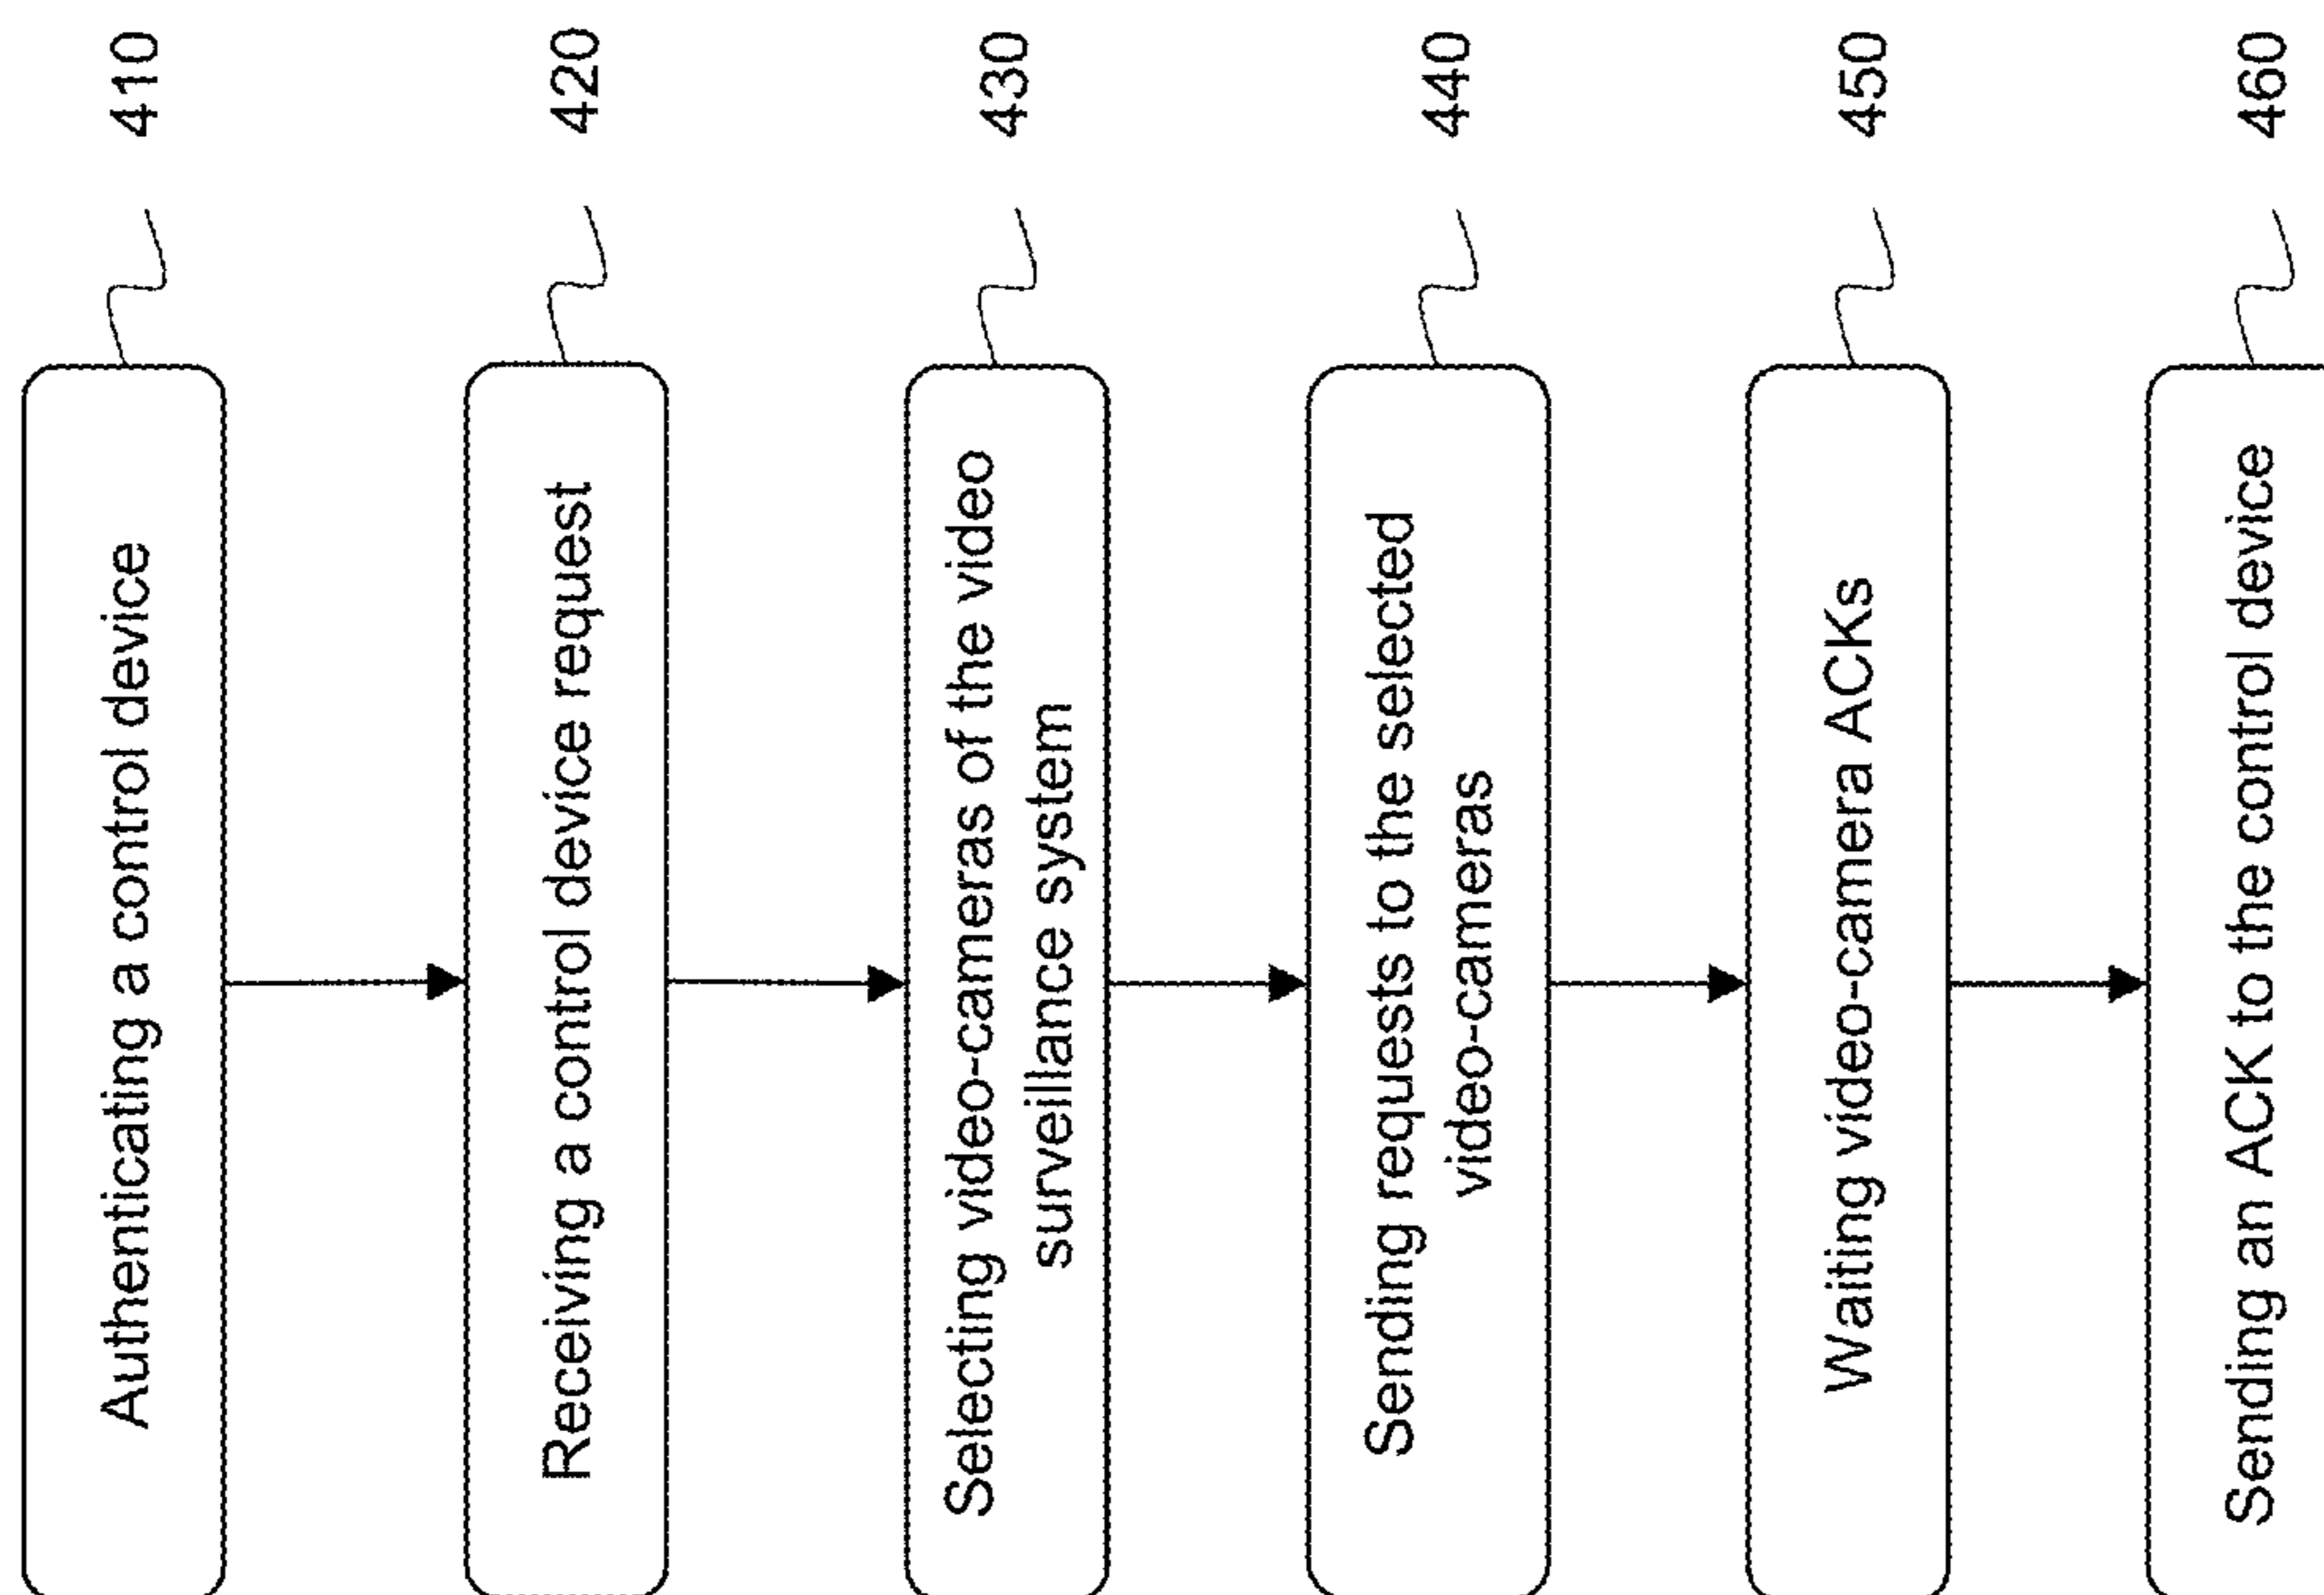 Authenticating a control device
410
Receiving a control device request
420
Selecting video-cameras of the video
surveillance system
430
Sending requests to the selected
video-cameras
440
Waiting video-camera ACKs
450
Sending an ACK to the control device
460